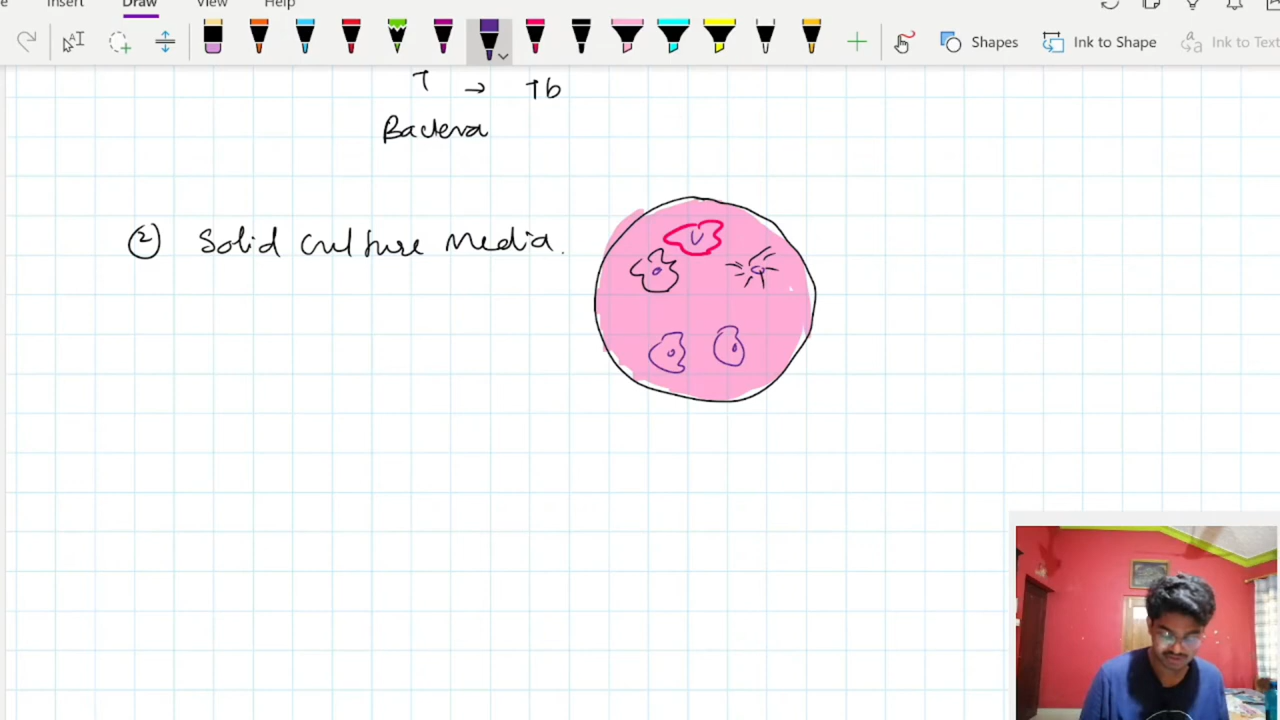 Insert Draw View Help
Shapes Ink to Shape Ink to Text
T → Tb
Bacteria
② Solid culture Media.